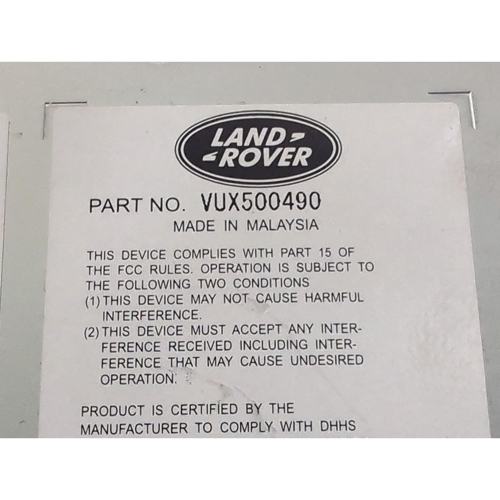 LAND
ROVER
PART NO. VUX500490
MADE IN MALAYSIA
THIS DEVICE COMPLIES WITH PART 15 OF
THE FCC RULES. OPERATION IS SUBJECT TO
THE FOLLOWING TWO CONDITIONS
(1) THIS DEVICE MAY NOT CAUSE HARMFUL
INTERFERENCE.
(2) THIS DEVICE MUST ACCEPT ANY INTER-
FERENCE RECEIVED INCLUDING INTER-
FERENCE THAT MAY CAUSE UNDESIRED
OPERATION.
PRODUCT IS CERTIFIED BY THE
MANUFACTURER TO COMPLY WITH DHHS